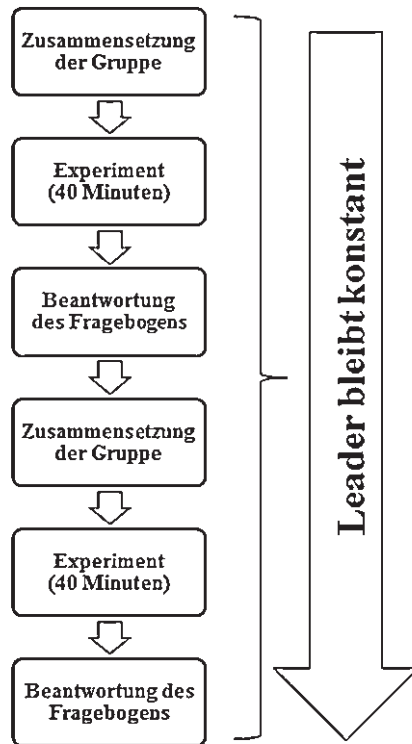 Zusammensetzung
der Gruppe
Experiment
(40 Minuten)
Beantwortung
des Fragebogens
Zusammensetzung
der Gruppe
Experiment
(40 Minuten)
Beantwortung des
Fragebogens
Leader bleibt konstant